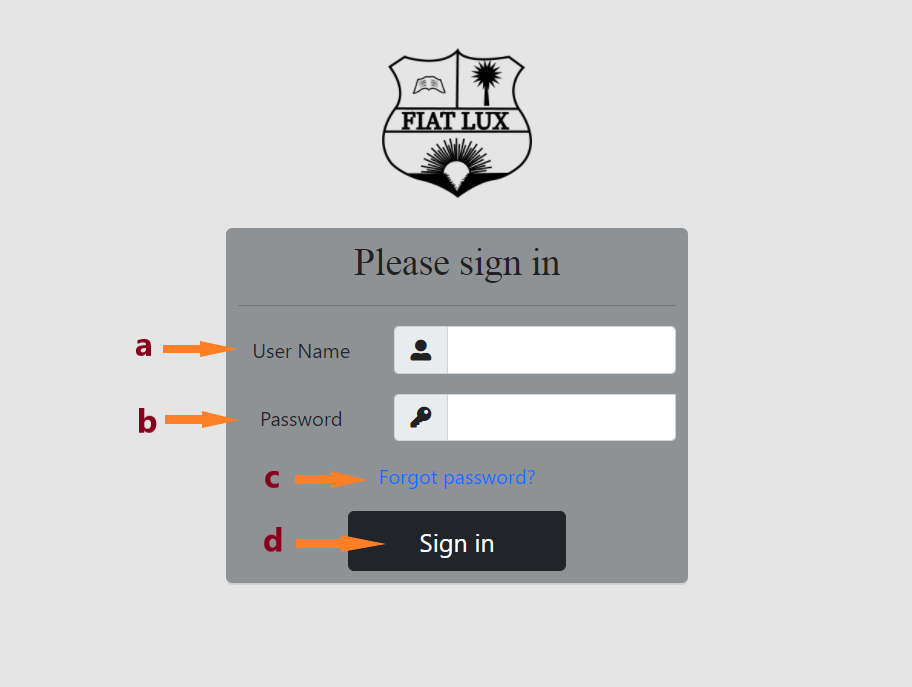 FIAT LUX
Please sign in
a User Name
b Password
c Forgot password?
d Sign in